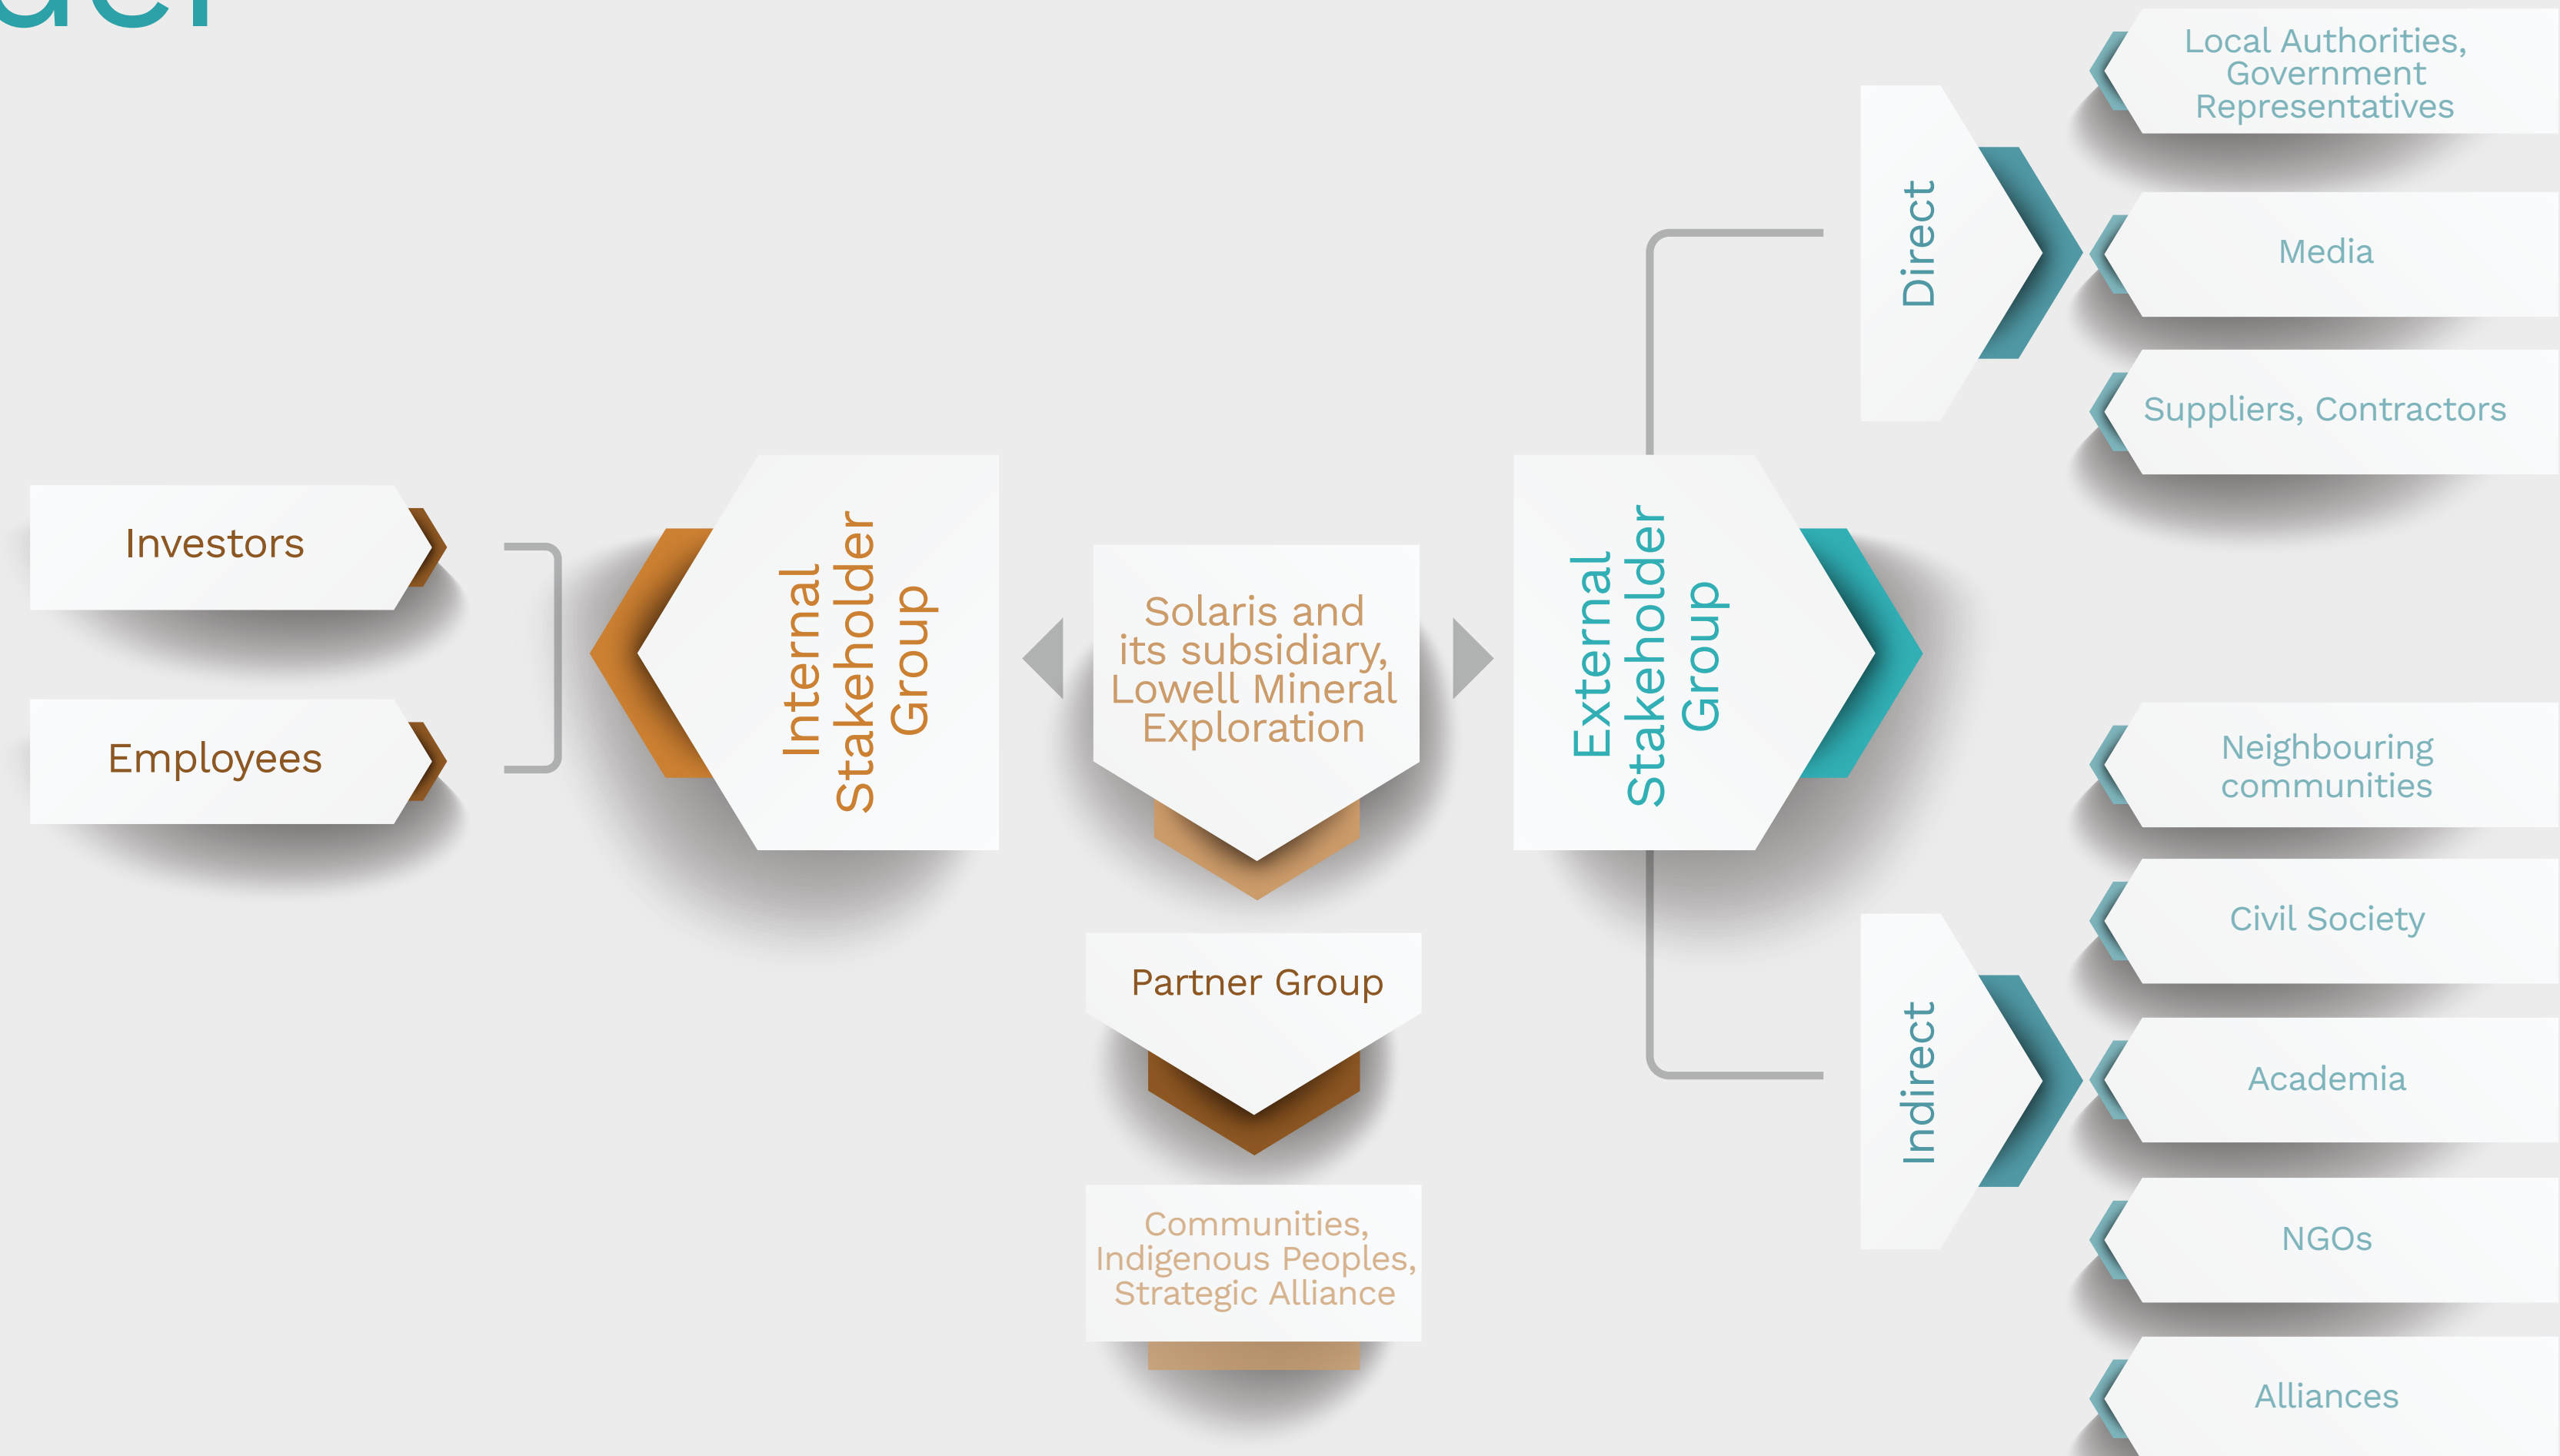 Local Authorities,
Government
Representatives
Direct
Media
Suppliers, Contractors
Investors
Employees
Internal
Stakeholder
Group
Solaris and
its subsidiary,
Lowell Mineral
Exploration
External
Stakeholder
Group
Partner Group
Communities,
Indigenous Peoples,
Strategic Alliance
Indirect
Neighbouring
communities
Civil Society
Academia
NGOs
Alliances